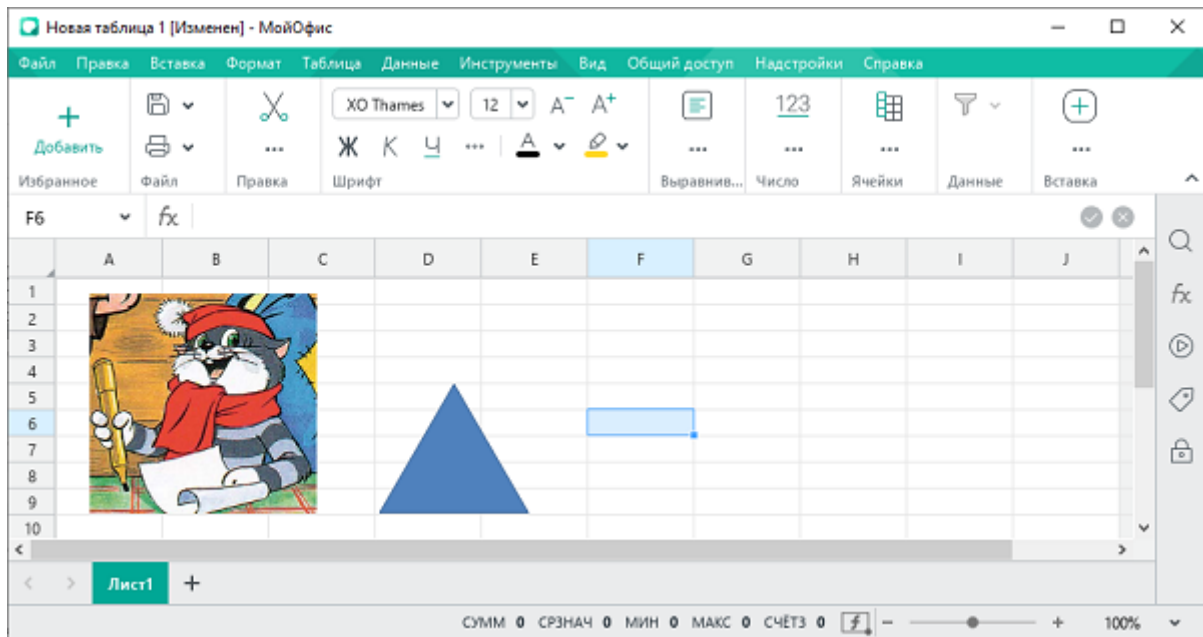 Новая таблица 1 [Изменен] - МойОфис
Файл Правка Вставка Формат Таблица Данные Инструменты Вид Общий доступ Надстройки Справка
XO Thames 12 A⁻ A⁺ 123
Добавить Ж К Ч ... A ... ... ... ...
Избранное Файл Правка Шрифт Выравнив... Число Ячейки Данные Вставка
F6 fx
A B C D E F G H I J
1
2
3
4
5
6
7
8
9
10
Лист1
СУММ 0 СРЗНАЧ 0 МИН 0 МАКС 0 СЧЁТЗ 0 100%